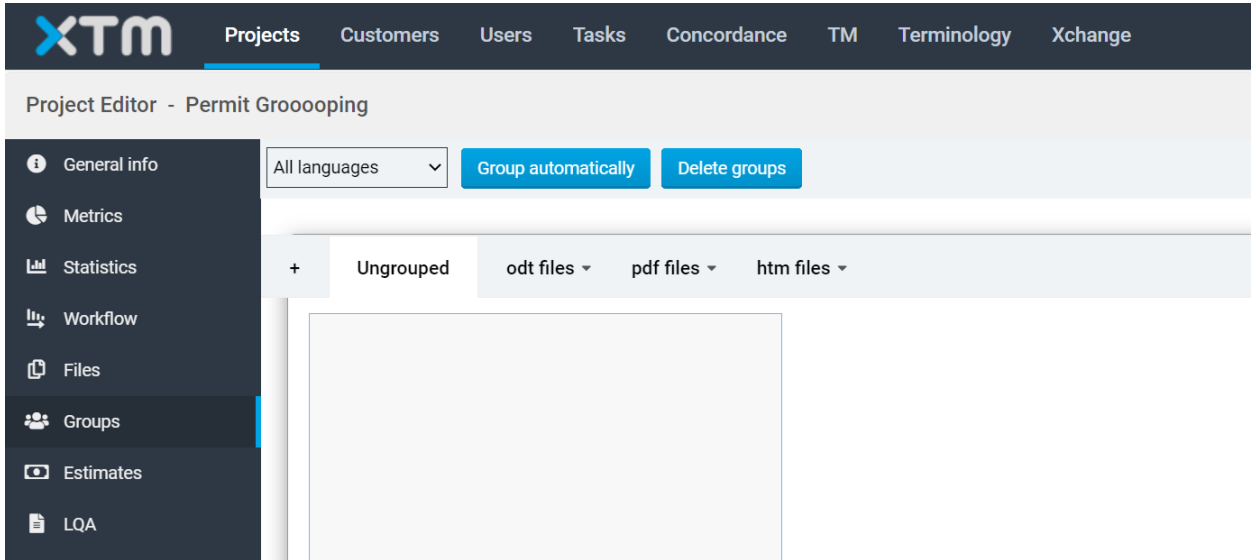 XTM Projects Customers Users Tasks Concordance TM Terminology Xchange
Project Editor - Permit Grooooping
General info
All languages Group automatically Delete groups
Metrics
Statistics
+ Ungrouped odt files pdf files htm files
Workflow
Files
Groups
Estimates
LQA